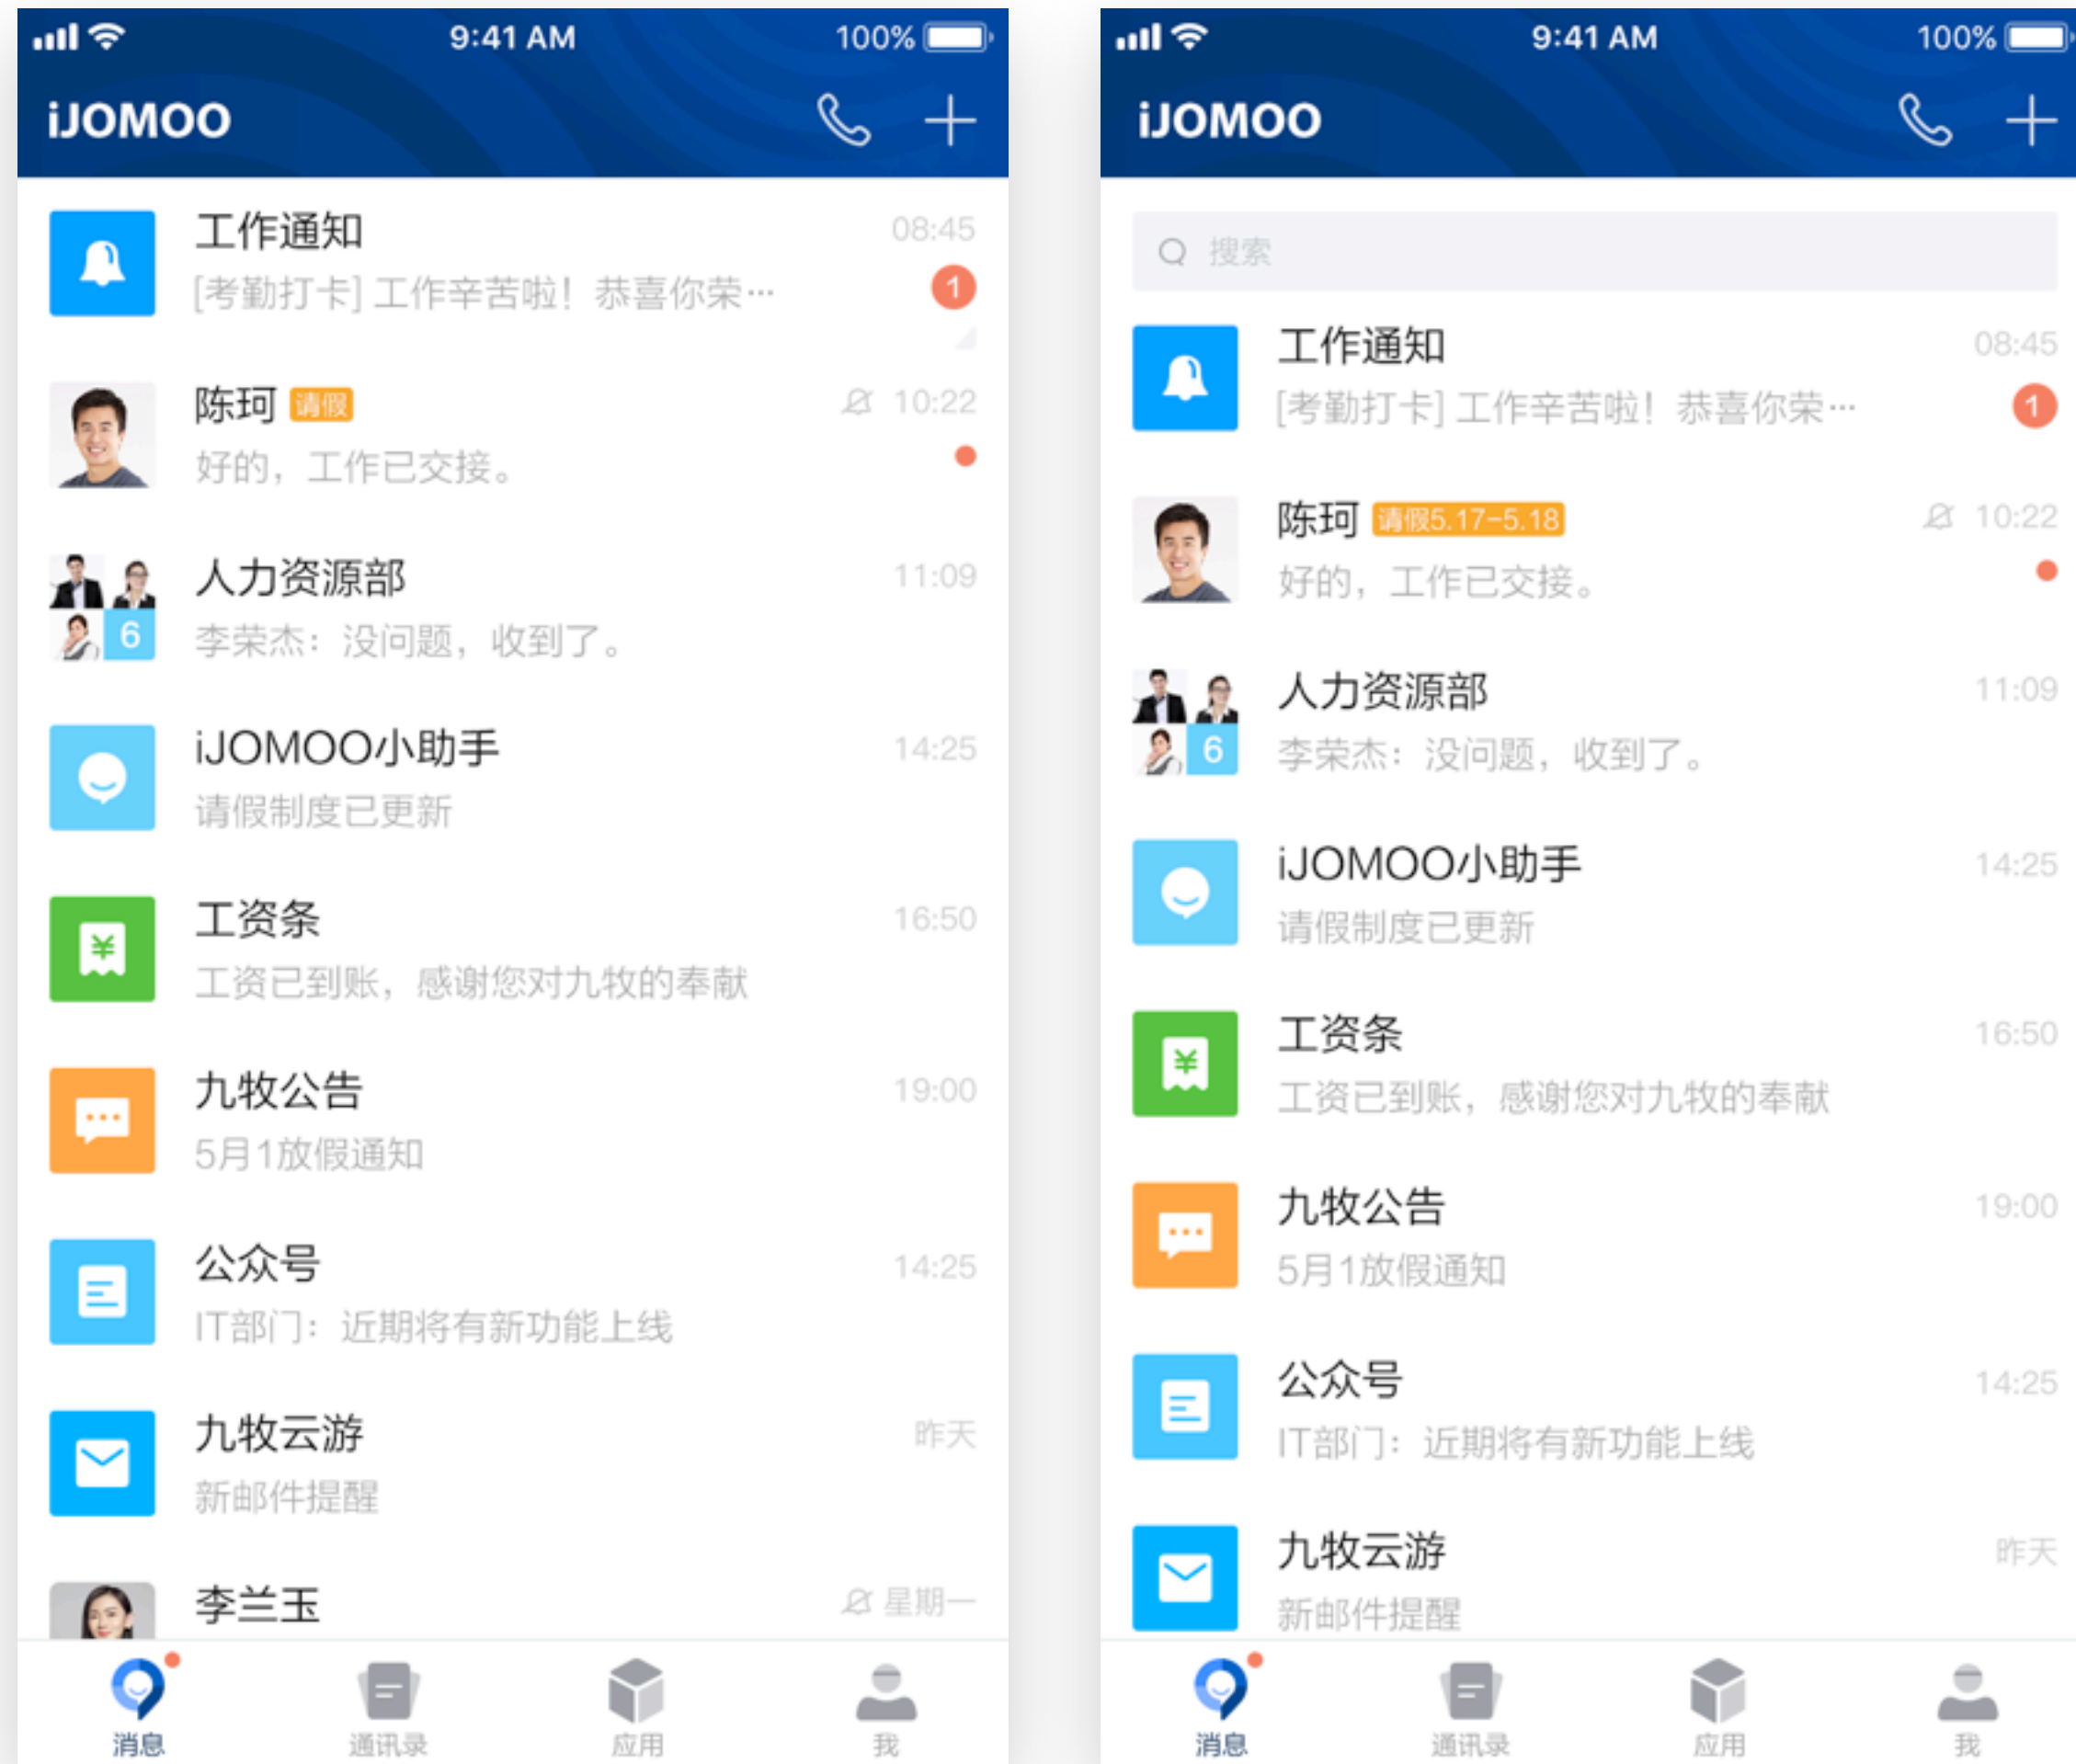 9:41 AM
100%
iJOMOO
工作通知
08:45
[考勤打卡] 工作辛苦啦！恭喜你荣…
1
陈珂 请假
10:22
好的，工作已交接。
人力资源部
11:09
6
李荣杰：没问题，收到了。
iJOMOO小助手
14:25
请假制度已更新
工资条
16:50
¥
工资已到账，感谢您对九牧的奉献
九牧公告
19:00
5月1放假通知
公众号
14:25
IT部门：近期将有新功能上线
九牧云游
昨天
新邮件提醒
李兰玉
星期一
消息
通讯录
应用
我
9:41 AM
100%
iJOMOO
搜索
工作通知
08:45
[考勤打卡] 工作辛苦啦！恭喜你荣…
1
陈珂 请假5.17-5.18
10:22
好的，工作已交接。
人力资源部
11:09
6
李荣杰：没问题，收到了。
iJOMOO小助手
14:25
请假制度已更新
工资条
16:50
¥
工资已到账，感谢您对九牧的奉献
九牧公告
19:00
5月1放假通知
公众号
14:25
IT部门：近期将有新功能上线
九牧云游
昨天
新邮件提醒
消息
通讯录
应用
我